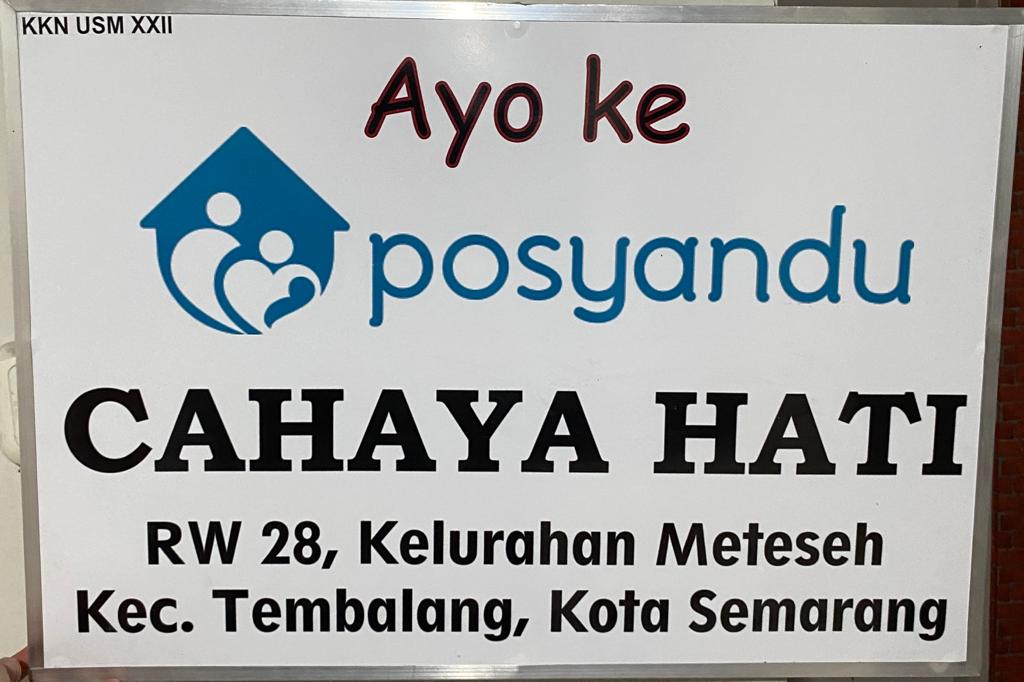 KKN USM XXII
Ayo ke
posyandu
CAHAYA HATI
RW 28, Kelurahan Meteseh
Kec. Tembalang, Kota Semarang